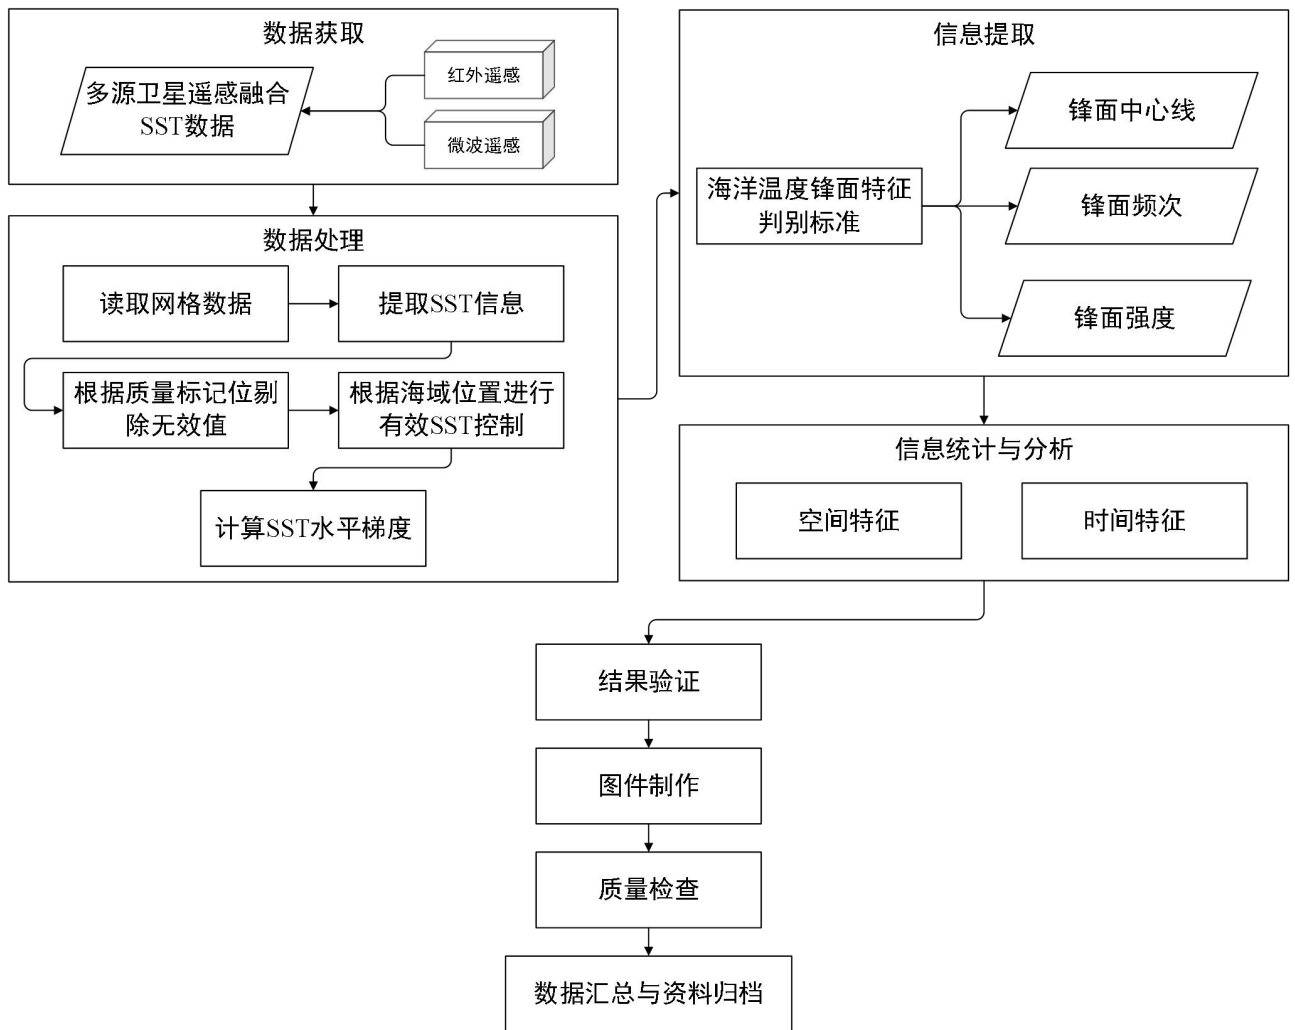 数据获取
多源卫星遥感融合
SST数据
红外遥感
微波遥感
数据处理
读取网格数据
提取SST信息
根据质量标记位剔
除无效值
根据海域位置进行
有效SST控制
计算SST水平梯度
信息提取
海洋温度锋面特征
判别标准
锋面中心线
锋面频次
锋面强度
信息统计与分析
空间特征
时间特征
结果验证
图件制作
质量检查
数据汇总与资料归档